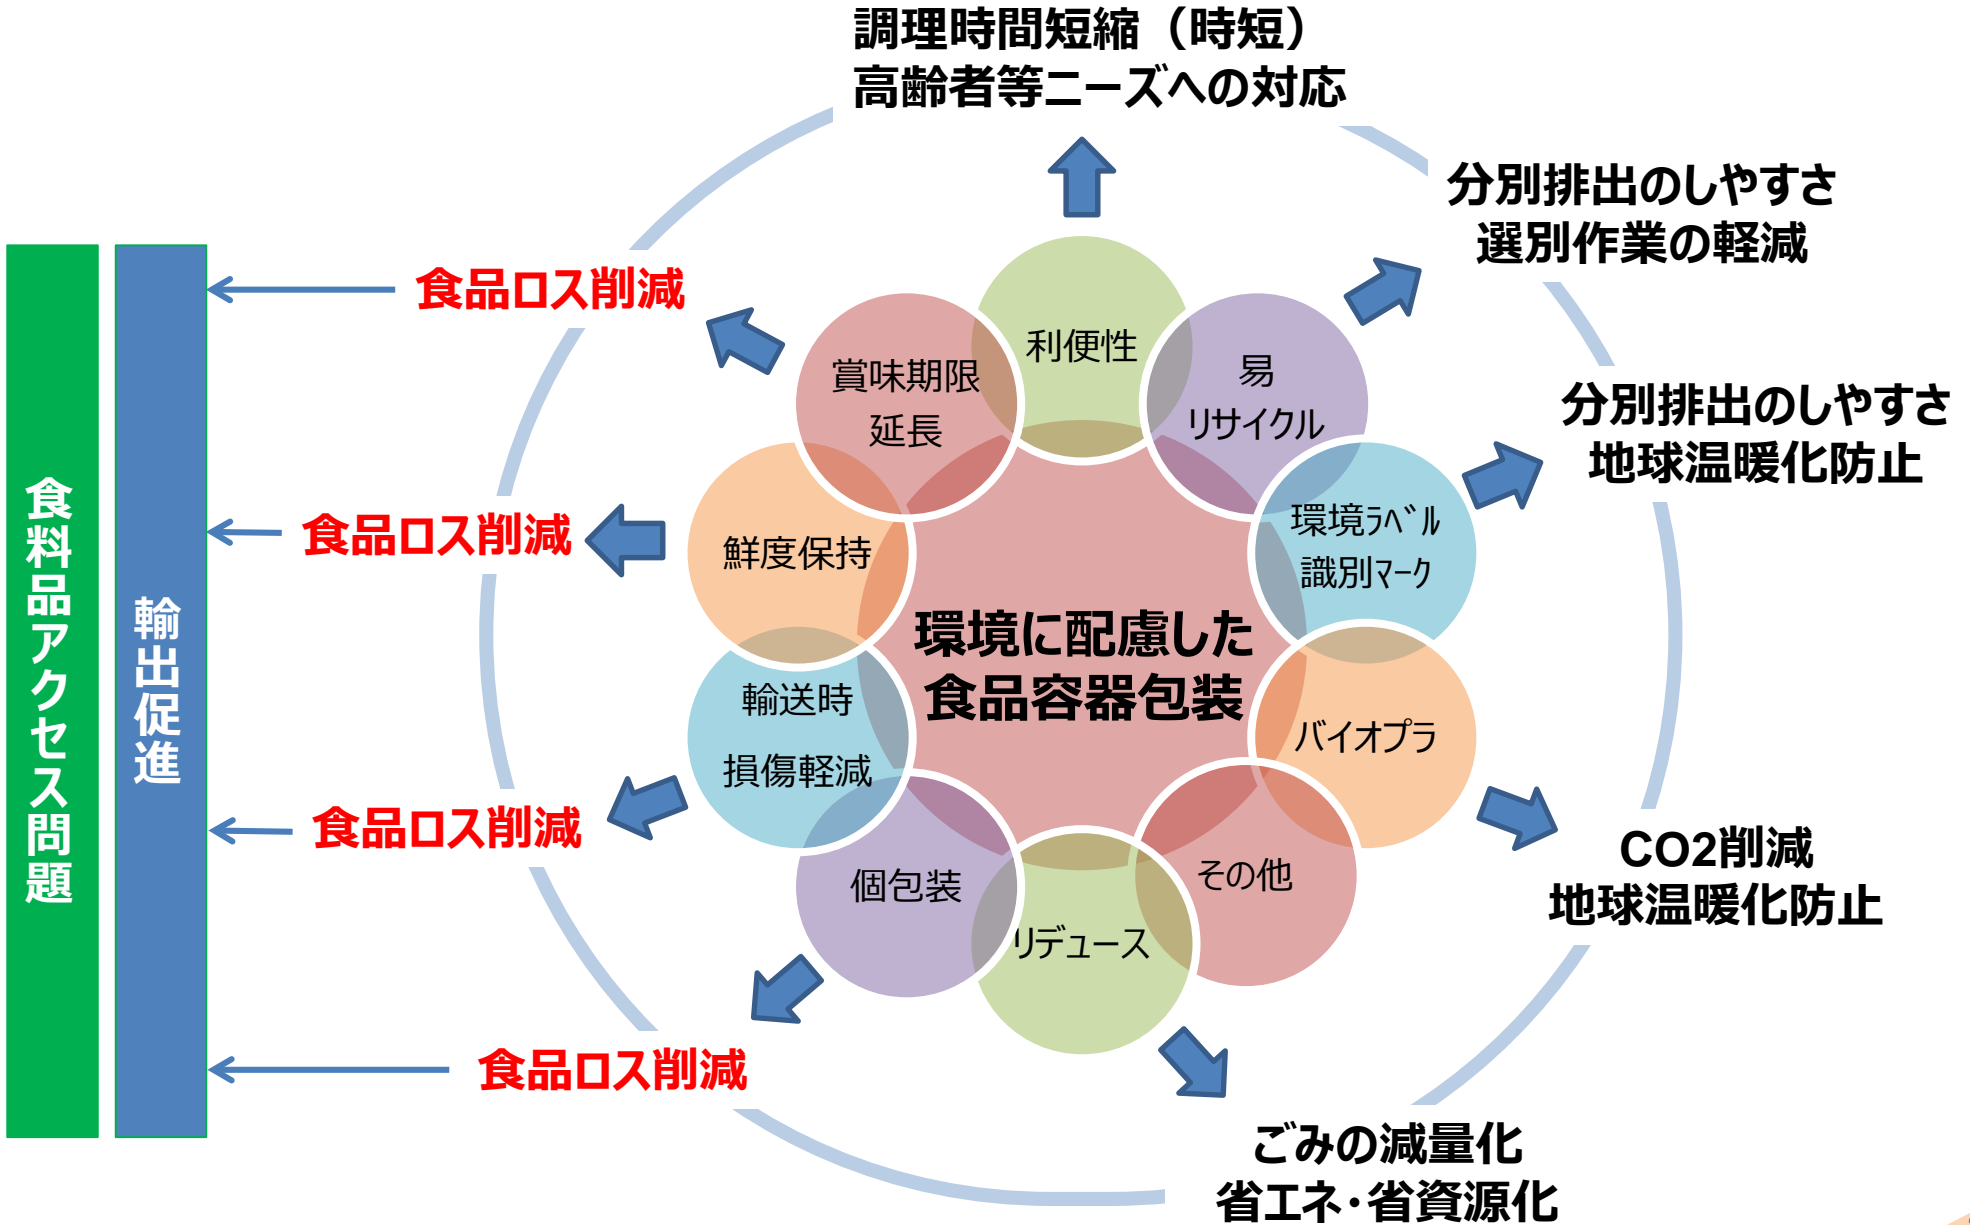 調理時間短縮（時短）
高齢者等ニーズへの対応
分別排出のしやすさ
選別作業の軽減
分別排出のしやすさ
地球温暖化防止
CO2削減
地球温暖化防止
ごみの減量化
省エネ・省資源化
食品ロス削減
食品ロス削減
食品ロス削減
食品ロス削減
食料品アクセス問題
輸出促進
利便性
易
リサイクル
環境ﾗﾍﾞﾙ
識別ﾏｰｸ
バイオプラ
その他
リデュース
個包装
輸送時
損傷軽減
鮮度保持
賞味期限
延長
環境に配慮した
食品容器包装